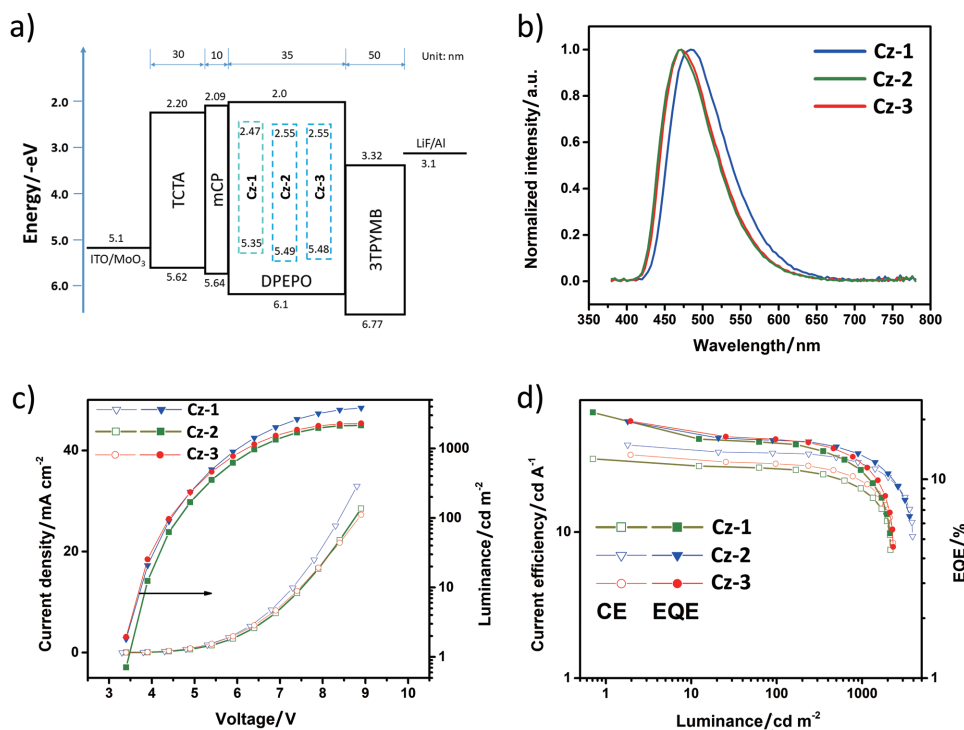 a)
30 10 35 50 Unit: nm
2.0
3.0
4.0
5.0
6.0
Energy/-eV
5.1
ITO/MoO₃
2.20
TCTA
5.62
2.09
mCP
5.64
2.0
2.47
Cz-1
5.35
2.55
Cz-2
5.49
2.55
Cz-3
5.48
DPEPO
6.1
3.32
3TPYMB
6.77
LiF/Al
3.1
b)
Normalized intensity/a.u.
1.0
0.8
0.6
0.4
0.2
0.0
Cz-1
Cz-2
Cz-3
350 400 450 500 550 600 650 700 750 800
Wavelength/nm
c)
Current density/mA cm⁻²
40
20
0
Cz-1
Cz-2
Cz-3
1000
100
10
1
Luminance/cd m⁻²
3 4 5 6 7 8 9 10
Voltage/V
d)
Current efficiency/cd A⁻¹
10
1
Cz-1
Cz-2
Cz-3
CE EQE
10
1
EQE/%
1 10 100 1000
Luminance/cd m⁻²